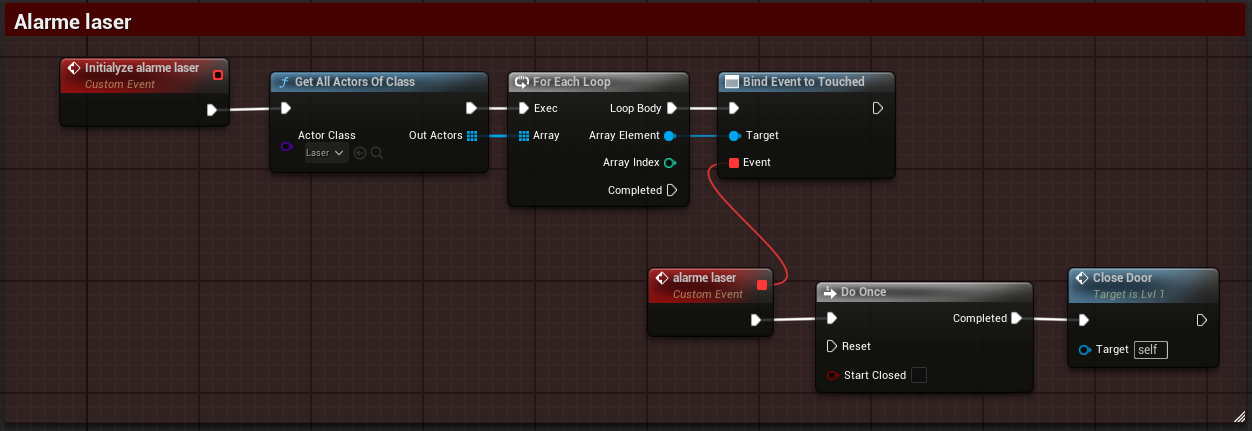 Alarme laser
Initialyze alarme laser
Custom Event
Get All Actors Of Class
Actor Class
Out Actors
Laser
For Each Loop
Exec
Loop Body
Array
Array Element
Array Index
Completed
Bind Event to Touched
Target
Event
alarme laser
Custom Event
Do Once
Completed
Reset
Start Closed
Close Door
Target is Lvl 1
Target
self